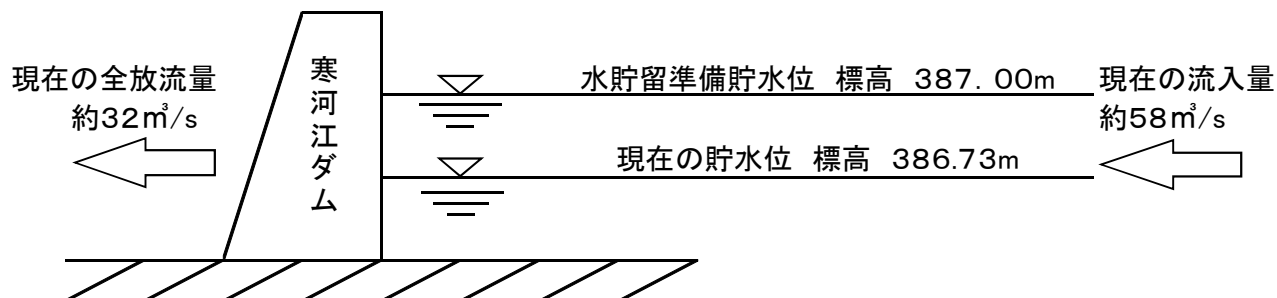 現在の全放流量
約32㎥/s
寒河江ダム
水貯留準備貯水位 標高 387.00m
現在の貯水位 標高 386.73m
現在の流入量
約58㎥/s